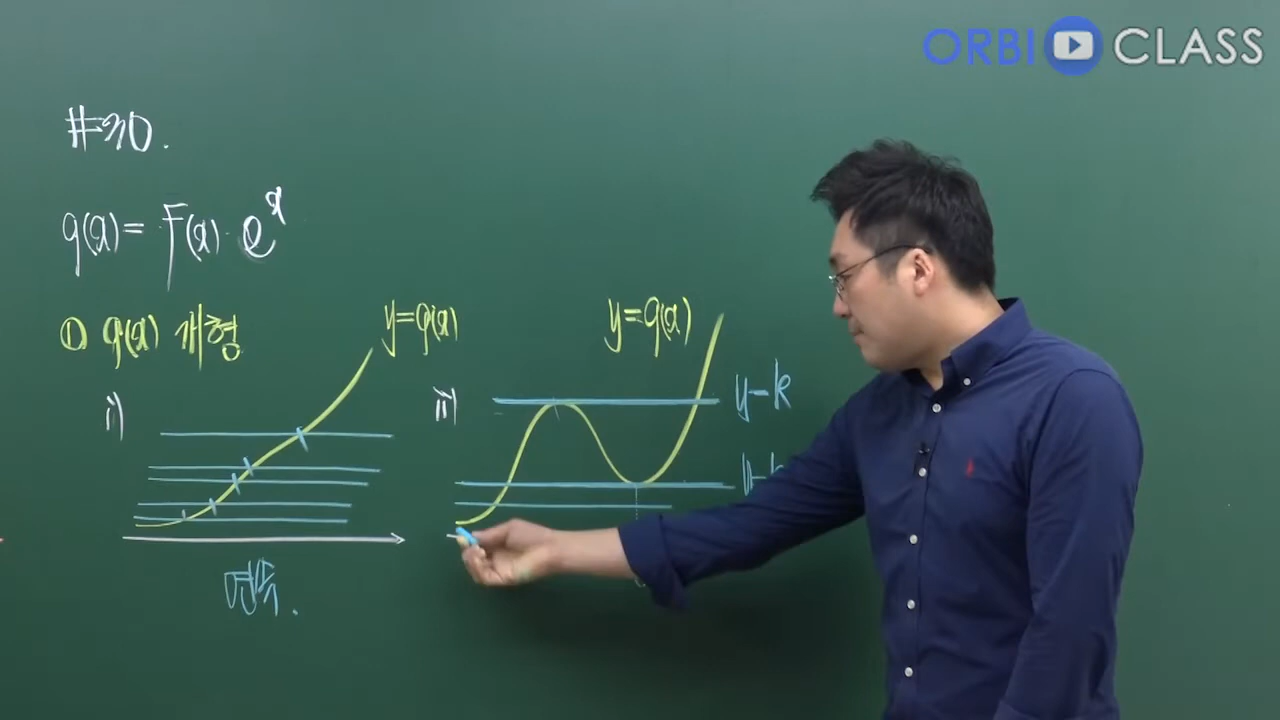 ORBI CLASS
#30.
g(x) = f(x)·e^x
① g(x) 개형
i)
y=g(x)
ii)
y=g(x)
y=k
연속.